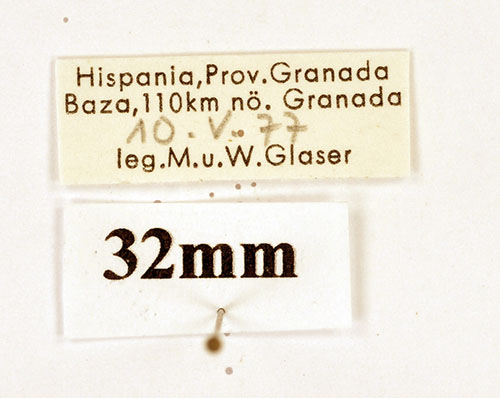 Hispania,Prov.Granada
Baza,110km nö. Granada
10.V.77
leg.M.u.W.Glaser
32mm